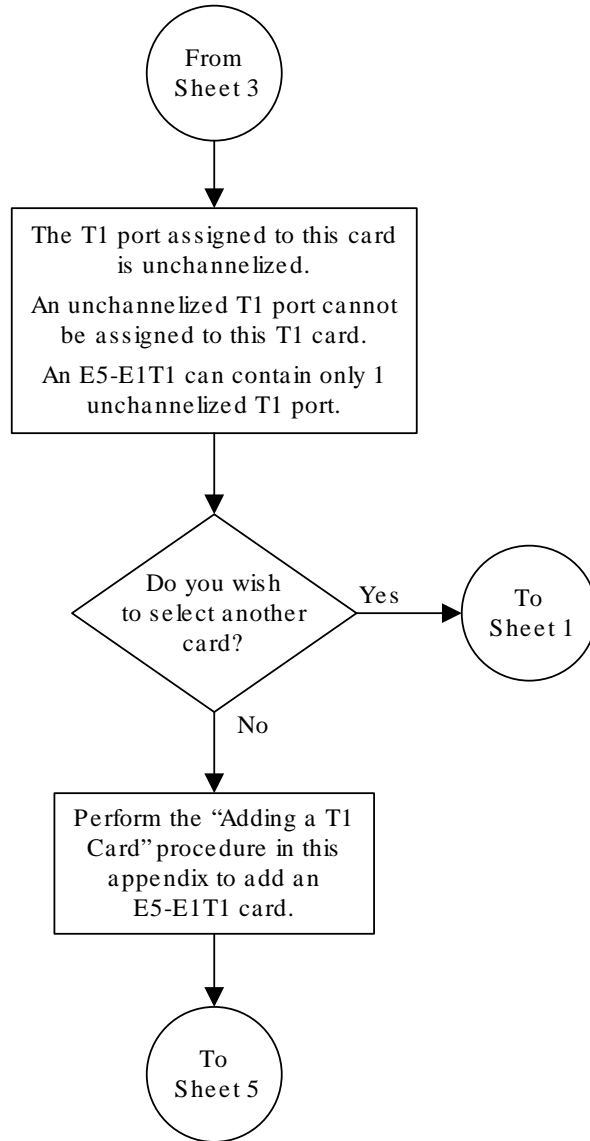 From
Sheet 3
The T1 port assigned to this card
is unchannelized.
An unchannelized T1 port cannot
be assigned to this T1 card.
An E5-E1T1 can contain only 1
unchannelized T1 port.
Do you wish
to select another
card?
Yes
To
Sheet 1
No
Perform the “Adding a T1
Card” procedure in this
appendix to add an
E5-E1T1 card.
To
Sheet 5